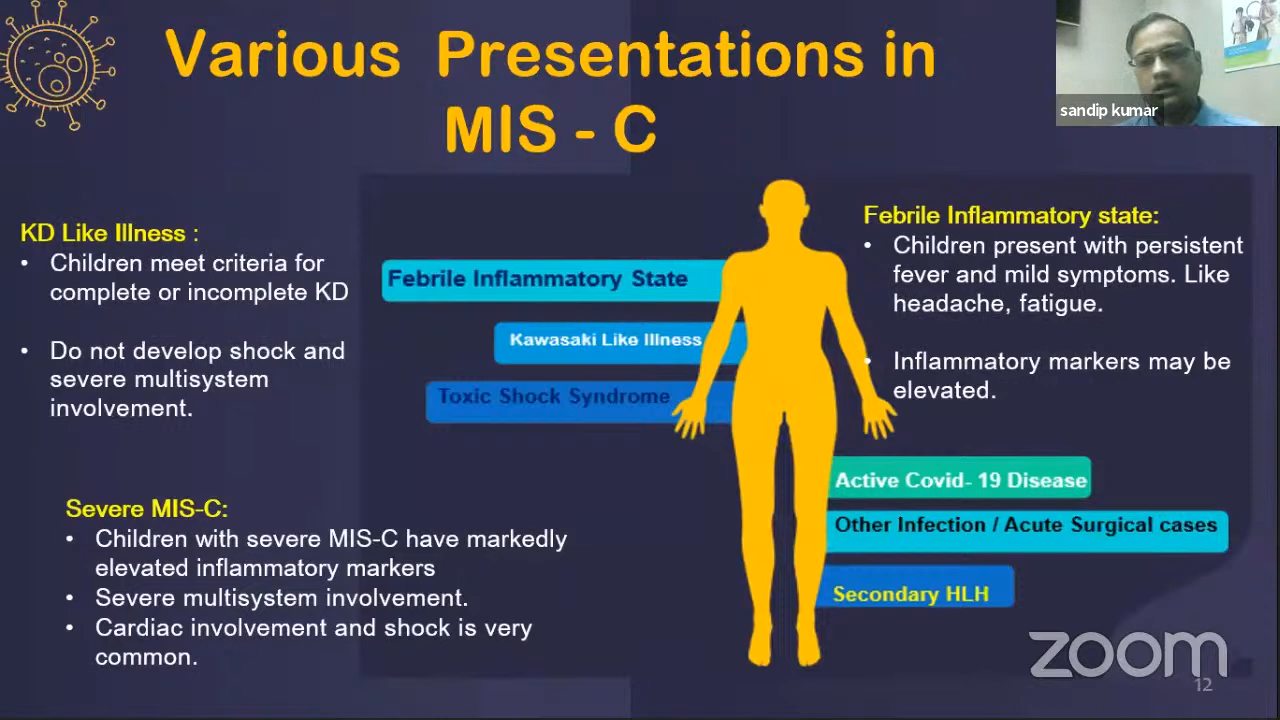 Various Presentations in
MIS - C
sandip kumar
KD Like Illness :
• Children meet criteria for
complete or incomplete KD
• Do not develop shock and
severe multisystem
involvement.
Febrile Inflammatory State
Kawasaki Like Illness
Toxic Shock Syndrome
Febrile Inflammatory state:
• Children present with persistent
fever and mild symptoms. Like
headache, fatigue.
• Inflammatory markers may be
elevated.
Active Covid- 19 Disease
Other Infection / Acute Surgical cases
Secondary HLH
Severe MIS-C:
• Children with severe MIS-C have markedly
elevated inflammatory markers
• Severe multisystem involvement.
• Cardiac involvement and shock is very
common.
zoom
12